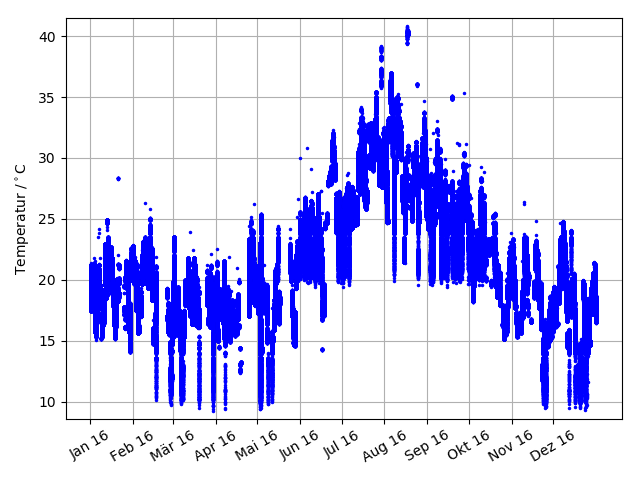 40
35
30
25
20
15
10
Temperatur /°C
Jan 16
Feb 16
Mär 16
Apr 16
Mai 16
Jun 16
Jul 16
Aug 16
Sep 16
Okt 16
Nov 16
Dez 16